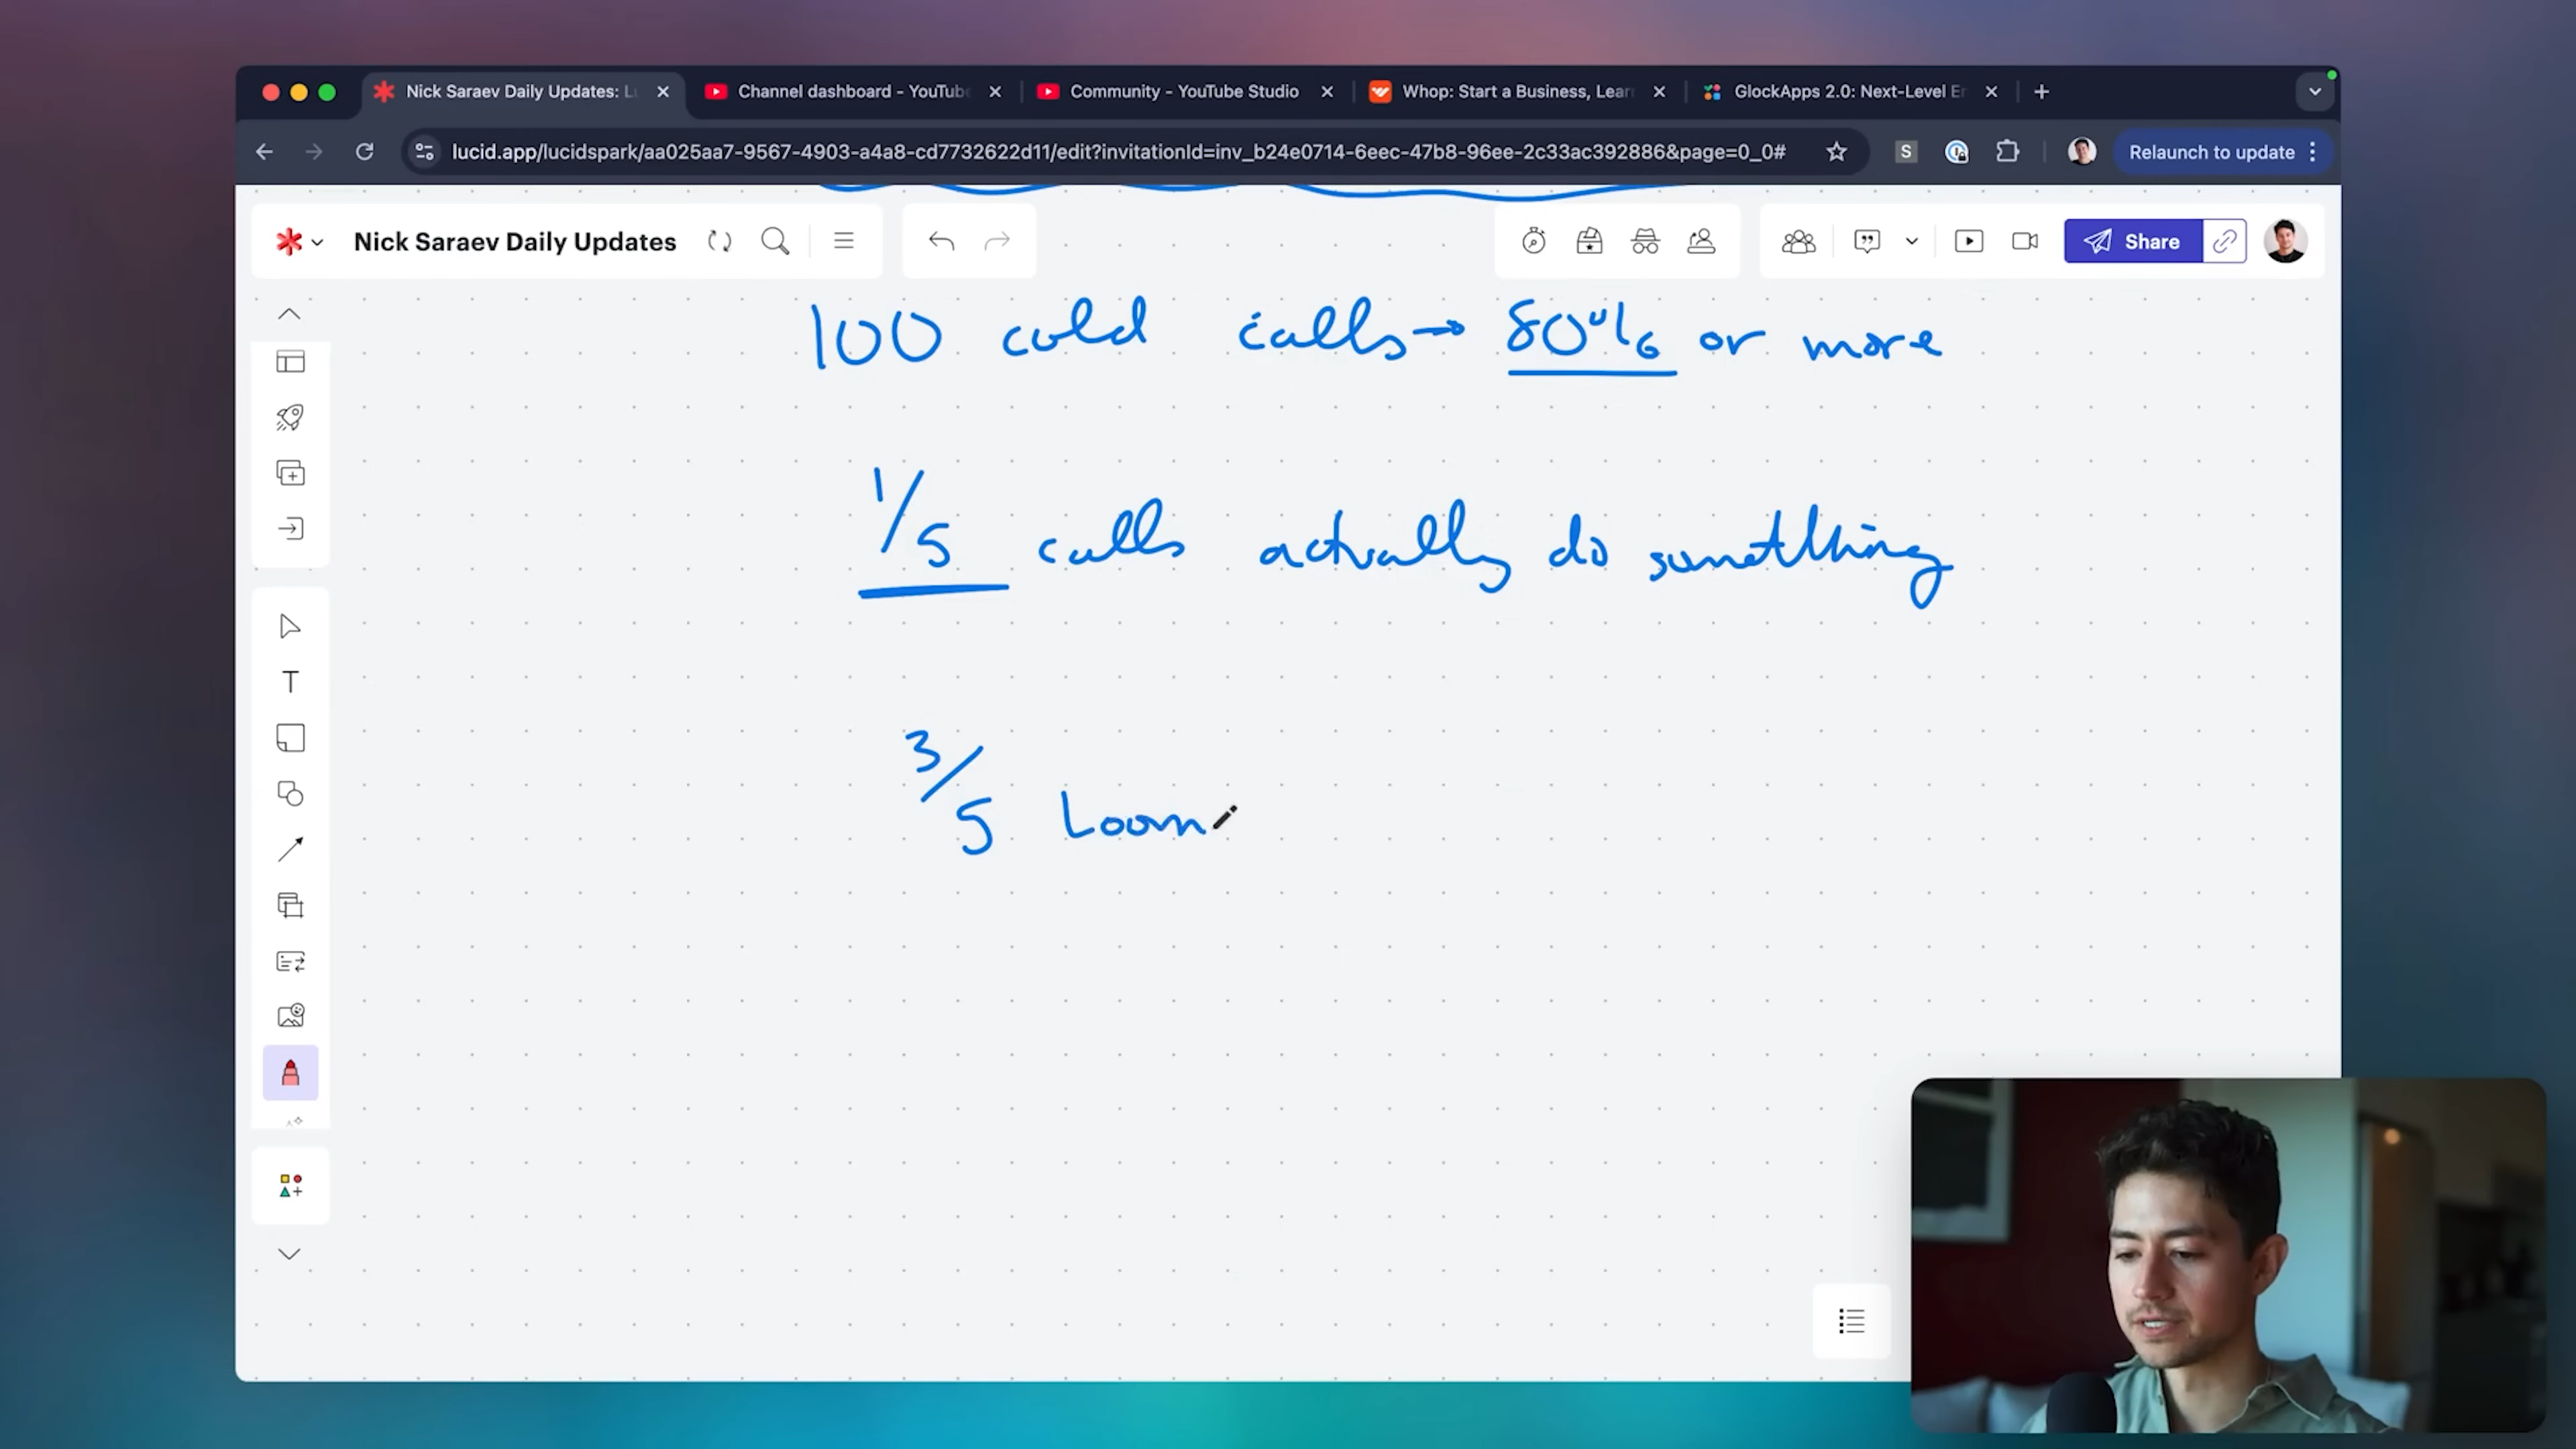 Nick Saraev Daily Updates: Lu
Channel dashboard - YouTube
Community - YouTube Studio
Whop: Start a Business, Lear
GlockApps 2.0: Next-Level Er
lucid.app/lucidspark/aa025aa7-9567-4903-a4a8-cd7732622d11/edit?invitationId=inv_b24e0714-6eec-47b8-96ee-2c33ac392886&page=0_0#
S
Relaunch to update
Nick Saraev Daily Updates
Share
100 cold calls → 80% or more
1/5 calls actually do something
3/5 Loom
T